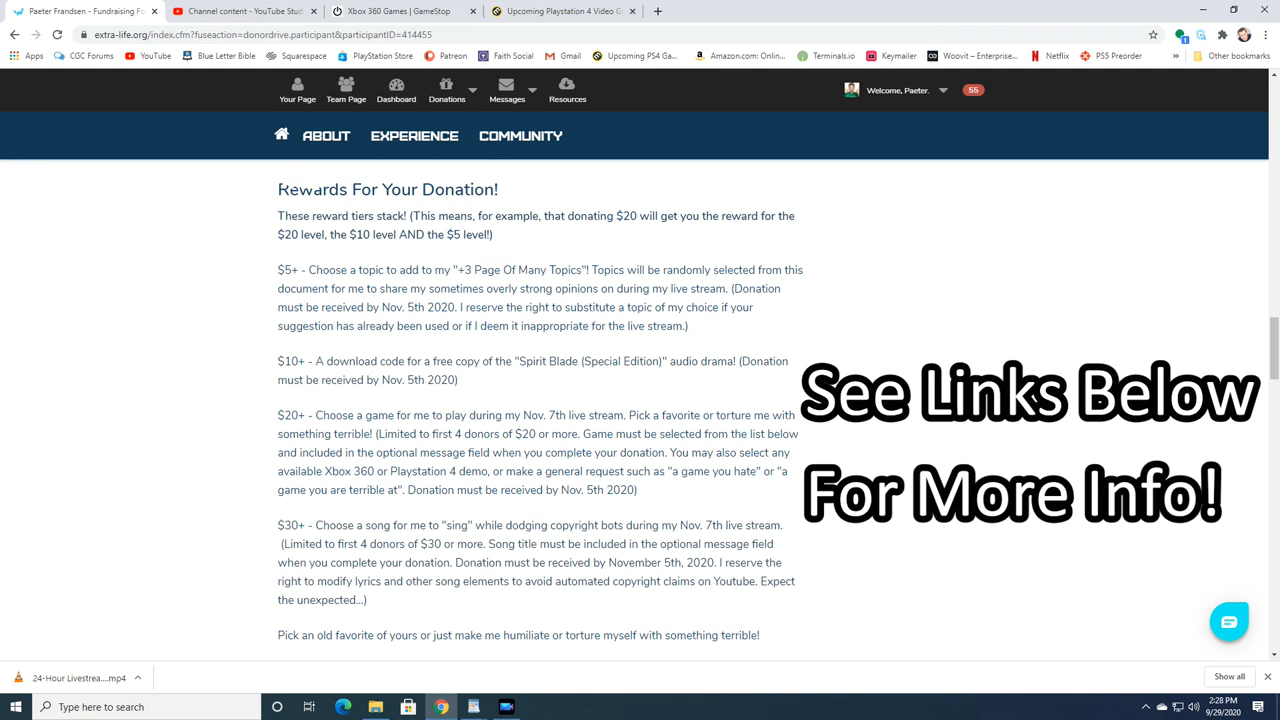 Paeter Frandsen - Fundraising For
Channel content - YouTube Stud
Xbox 360 Games | GameStop
Upcoming Playstation 4 Video Ga
extra-life.org/index.cfm?fuseaction=donordrive.participant&participantID=414455
Apps
CGC Forums
YouTube
Blue Letter Bible
Squarespace
PlayStation Store
Patreon
Faith Social
Gmail
Upcoming PS4 Ga...
Amazon.com: Onlin...
Terminals.io
Keymailer
Woovit – Enterprise...
Netflix
PS5 Preorder
»
Other bookmarks
Your Page
Team Page
Dashboard
Donations
Messages
Resources
Welcome, Paeter.
55
ABOUT
EXPERIENCE
COMMUNITY
Rewards For Your Donation!
These reward tiers stack! (This means, for example, that donating $20 will get you the reward for the
$20 level, the $10 level AND the $5 level!)
$5+ - Choose a topic to add to my "+3 Page Of Many Topics"! Topics will be randomly selected from this
document for me to share my sometimes overly strong opinions on during my live stream. (Donation
must be received by Nov. 5th 2020. I reserve the right to substitute a topic of my choice if your
suggestion has already been used or if I deem it inappropriate for the live stream.)
$10+ - A download code for a free copy of the "Spirit Blade (Special Edition)" audio drama! (Donation
must be received by Nov. 5th 2020)
$20+ - Choose a game for me to play during my Nov. 7th live stream. Pick a favorite or torture me with
something terrible! (Limited to first 4 donors of $20 or more. Game must be selected from the list below
and included in the optional message field when you complete your donation. You may also select any
available Xbox 360 or Playstation 4 demo, or make a general request such as "a game you hate" or "a
game you are terrible at". Donation must be received by Nov. 5th 2020)
$30+ - Choose a song for me to "sing" while dodging copyright bots during my Nov. 7th live stream.
(Limited to first 4 donors of $30 or more. Song title must be included in the optional message field
when you complete your donation. Donation must be received by November 5th, 2020. I reserve the
right to modify lyrics and other song elements to avoid automated copyright claims on Youtube. Expect
the unexpected...)
Pick an old favorite of yours or just make me humiliate or torture myself with something terrible!
See Links Below
For More Info!
24-Hour Livestrea....mp4
Show all
Type here to search
2:28 PM
9/29/2020